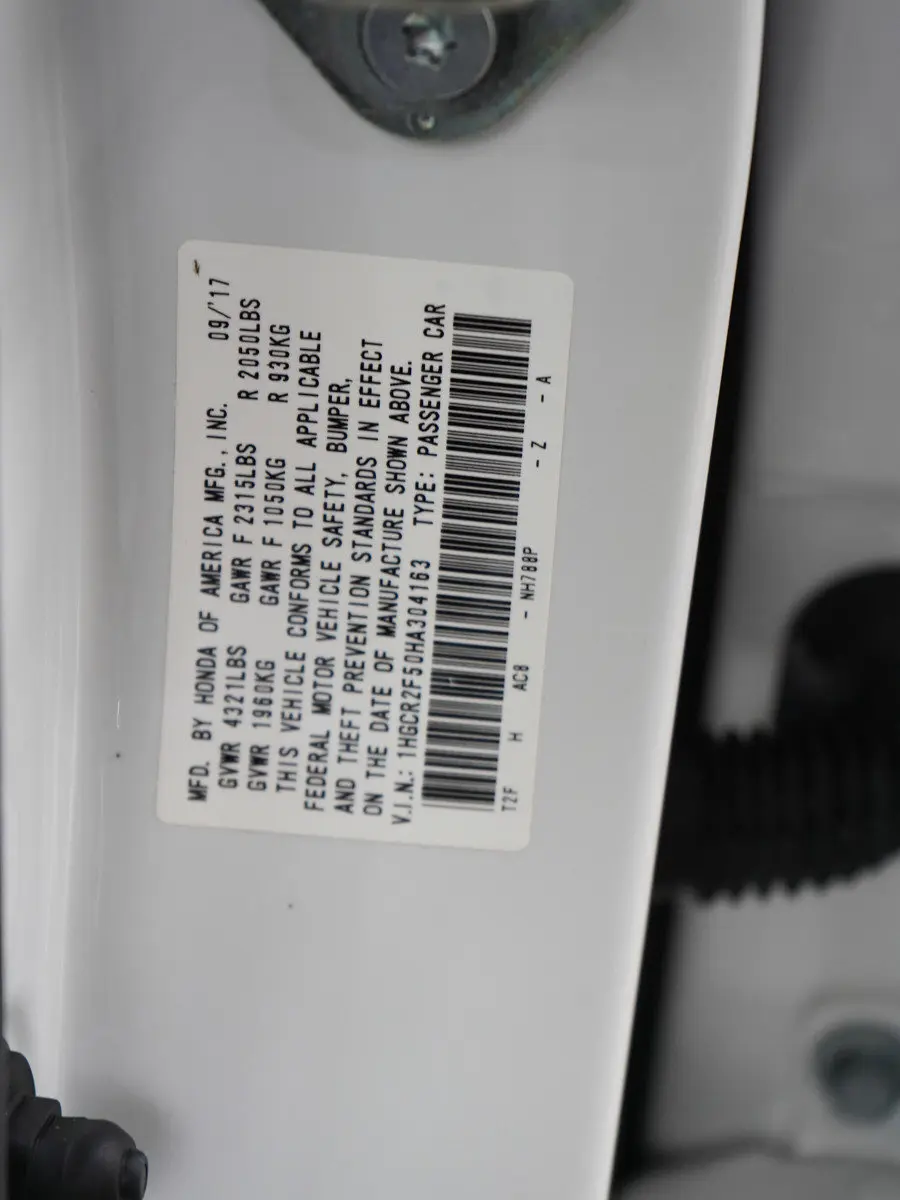 MFD. BY HONDA OF AMERICA MFG., INC. 09/'17
GVWR 4321LBS GAWR F 2315LBS R 2050LBS
GVWR 1960KG GAWR F 1050KG R 930KG
THIS VEHICLE CONFORMS TO ALL APPLICABLE
FEDERAL MOTOR VEHICLE SAFETY, BUMPER,
AND THEFT PREVENTION STANDARDS IN EFFECT
ON THE DATE OF MANUFACTURE SHOWN ABOVE.
V.I.N.: 1HGCR2F50HA304163 TYPE: PASSENGER CAR
T2F H AC8 - NH788P - Z - A